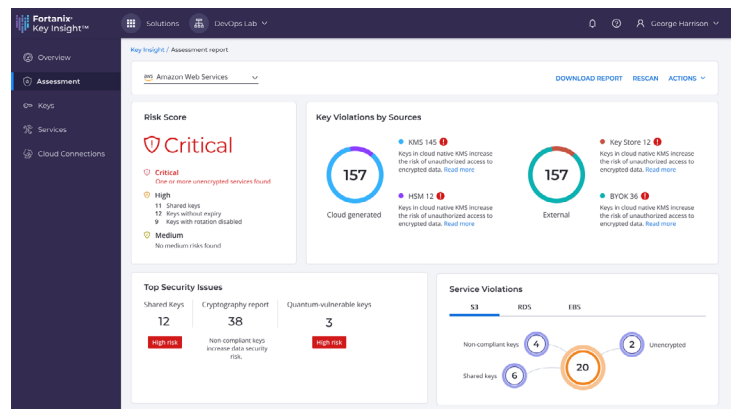 Fortanix®
Key Insight™
Solutions
DevOps Lab
George Harrison
Overview
Assessment
Keys
Services
Cloud Connections
Key Insight / Assessment report
aws Amazon Web Services
DOWNLOAD REPORT RESCAN ACTIONS
Risk Score
Critical
Critical
One or more unencrypted services found
High
11 Shared keys
12 Keys without expiry
9 Keys with rotation disabled
Medium
No medium risks found
Key Violations by Sources
157
Cloud generated
KMS 145
Keys in cloud native KMS increase
the risk of unauthorized access to
encrypted data. Read more
HSM 12
Keys in cloud native KMS increase
the risk of unauthorized access to
encrypted data. Read more
157
External
Key Store 12
Keys in cloud native KMS increase
the risk of unauthorized access to
encrypted data. Read more
BYOK 36
Keys in cloud native KMS increase
the risk of unauthorized access to
encrypted data. Read more
Top Security Issues
Shared Keys
12
High risk
Cryptography report
38
Non compliant keys
increase data security
risk.
Quantum-vulnerable keys
3
High risk
Service Violations
S3 RDS EBS
Non-compliant keys 4
2 Unencrypted
20
Shared keys 6